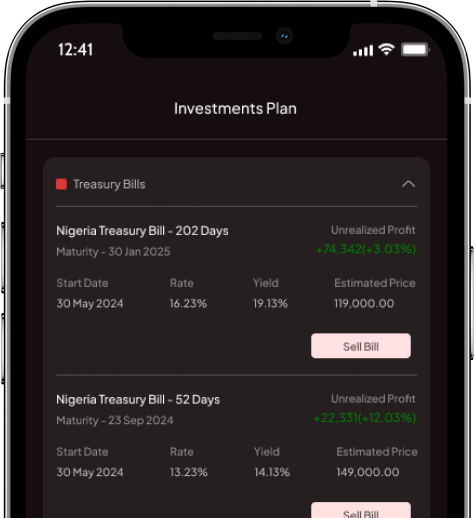 12:41
Investments Plan
Treasury Bills
Nigeria Treasury Bill - 202 Days Unrealized Profit
Maturity - 30 Jan 2025 +74,342(+3.03%)
Start Date Rate Yield Estimated Price
30 May 2024 16.23% 19.13% 119,000.00
Sell Bill
Nigeria Treasury Bill - 52 Days Unrealized Profit
Maturity - 23 Sep 2024 +22,331(+12.03%)
Start Date Rate Yield Estimated Price
30 May 2024 13.23% 14.13% 149,000.00
Sell Bill